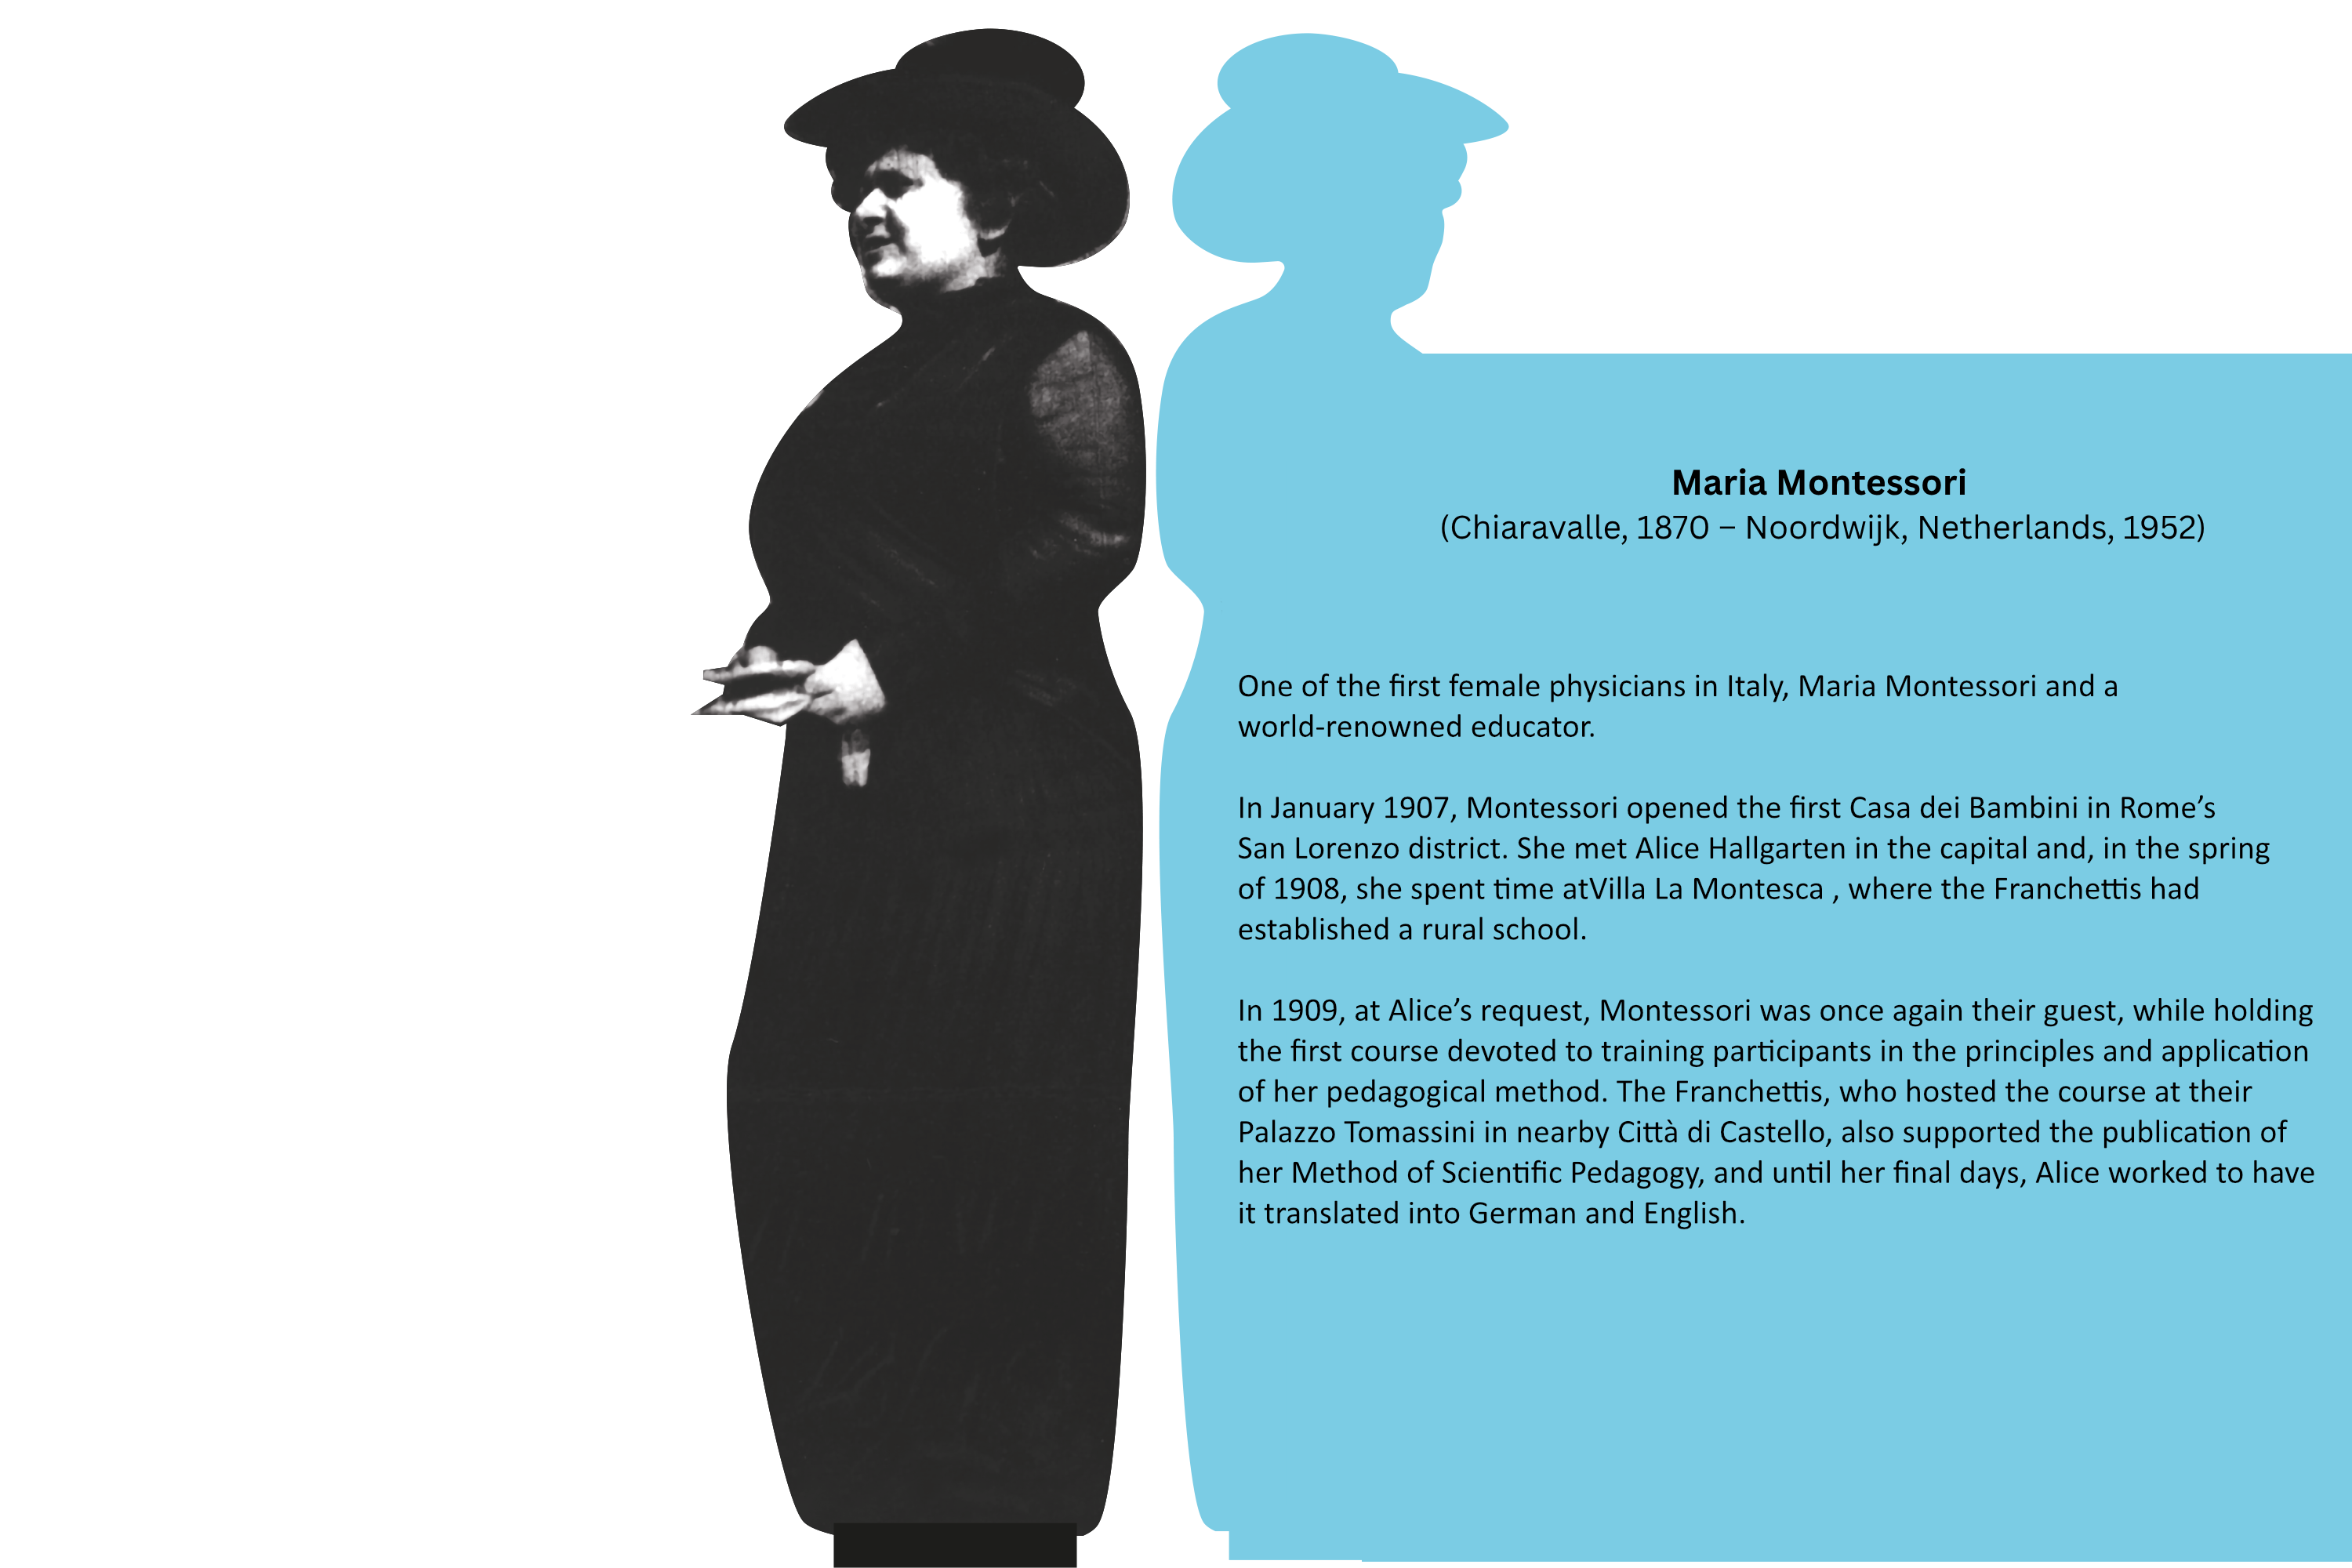 Maria Montessori
(Chiaravalle, 1870 – Noordwijk, Netherlands, 1952)
One of the first female physicians in Italy, Maria Montessori and a
world-renowned educator.
In January 1907, Montessori opened the first Casa dei Bambini in Rome’s
San Lorenzo district. She met Alice Hallgarten in the capital and, in the spring
of 1908, she spent time atVilla La Montesca , where the Franchettis had
established a rural school.
In 1909, at Alice’s request, Montessori was once again their guest, while holding
the first course devoted to training participants in the principles and application
of her pedagogical method. The Franchettis, who hosted the course at their
Palazzo Tomassini in nearby Città di Castello, also supported the publication of
her Method of Scientific Pedagogy, and until her final days, Alice worked to have
it translated into German and English.